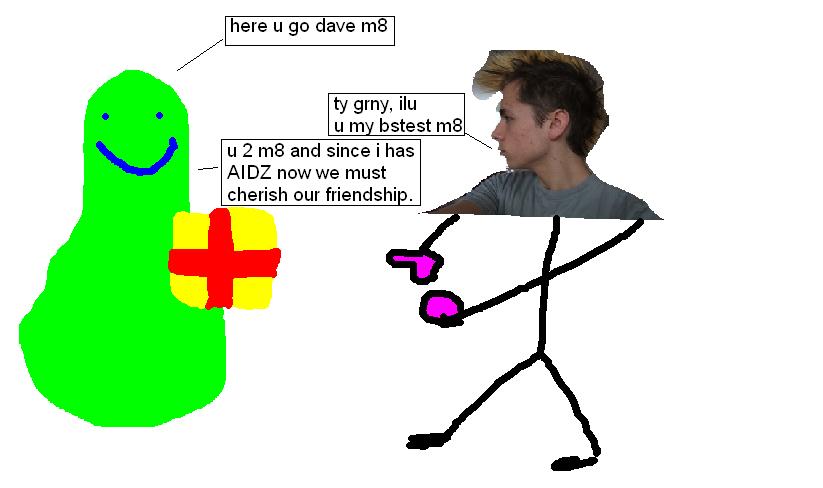 here u go dave m8
ty grny, ilu
u my bstest m8
u 2 m8 and since i has
AIDZ now we must
cherish our friendship.